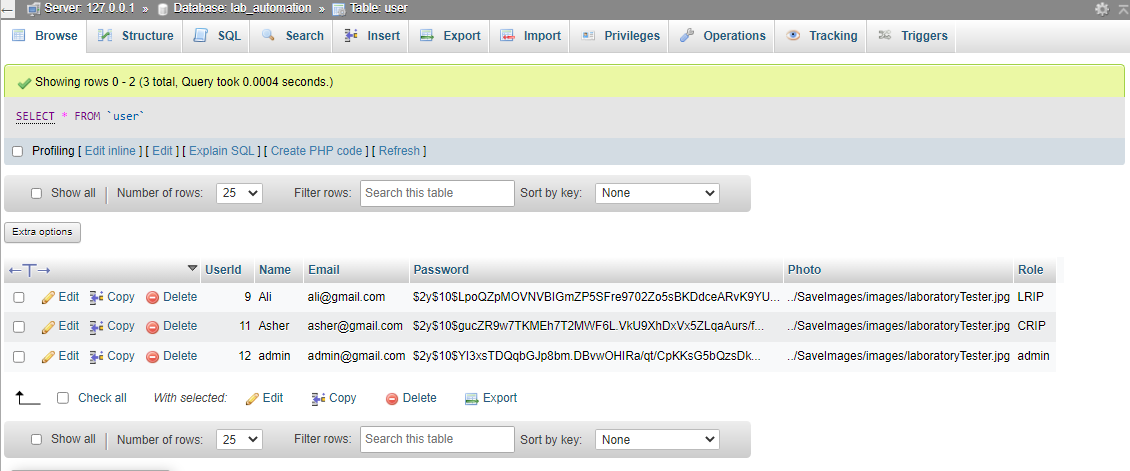 Server: 127.0.0.1 » Database: lab_automation » Table: user
Browse Structure SQL Search Insert Export Import Privileges Operations Tracking Triggers
Showing rows 0 - 2 (3 total, Query took 0.0004 seconds.)
SELECT * FROM `user`
Profiling [ Edit inline ] [ Edit ] [ Explain SQL ] [ Create PHP code ] [ Refresh ]
Show all | Number of rows: 25 Filter rows: Search this table Sort by key: None
Extra options
←T→ UserId Name Email Password Photo Role
Edit Copy Delete 9 Ali ali@gmail.com $2y$10$LpoQZpMOVNVBIGmZP5SFre9702Zo5sBKDdceARvK9YU... ../SaveImages/images/laboratoryTester.jpg LRIP
Edit Copy Delete 11 Asher asher@gmail.com $2y$10$gucZR9w7TKMEh7T2MWF6L.VkU9XhDxVx5ZLqaAurs/f... ../SaveImages/images/laboratoryTester.jpg CRIP
Edit Copy Delete 12 admin admin@gmail.com $2y$10$YI3xsTDQqbGJp8bm.DBvwOHIRa/qt/CpKKsG5bQzsDk... ../SaveImages/images/laboratoryTester.jpg admin
Check all With selected: Edit Copy Delete Export
Show all | Number of rows: 25 Filter rows: Search this table Sort by key: None